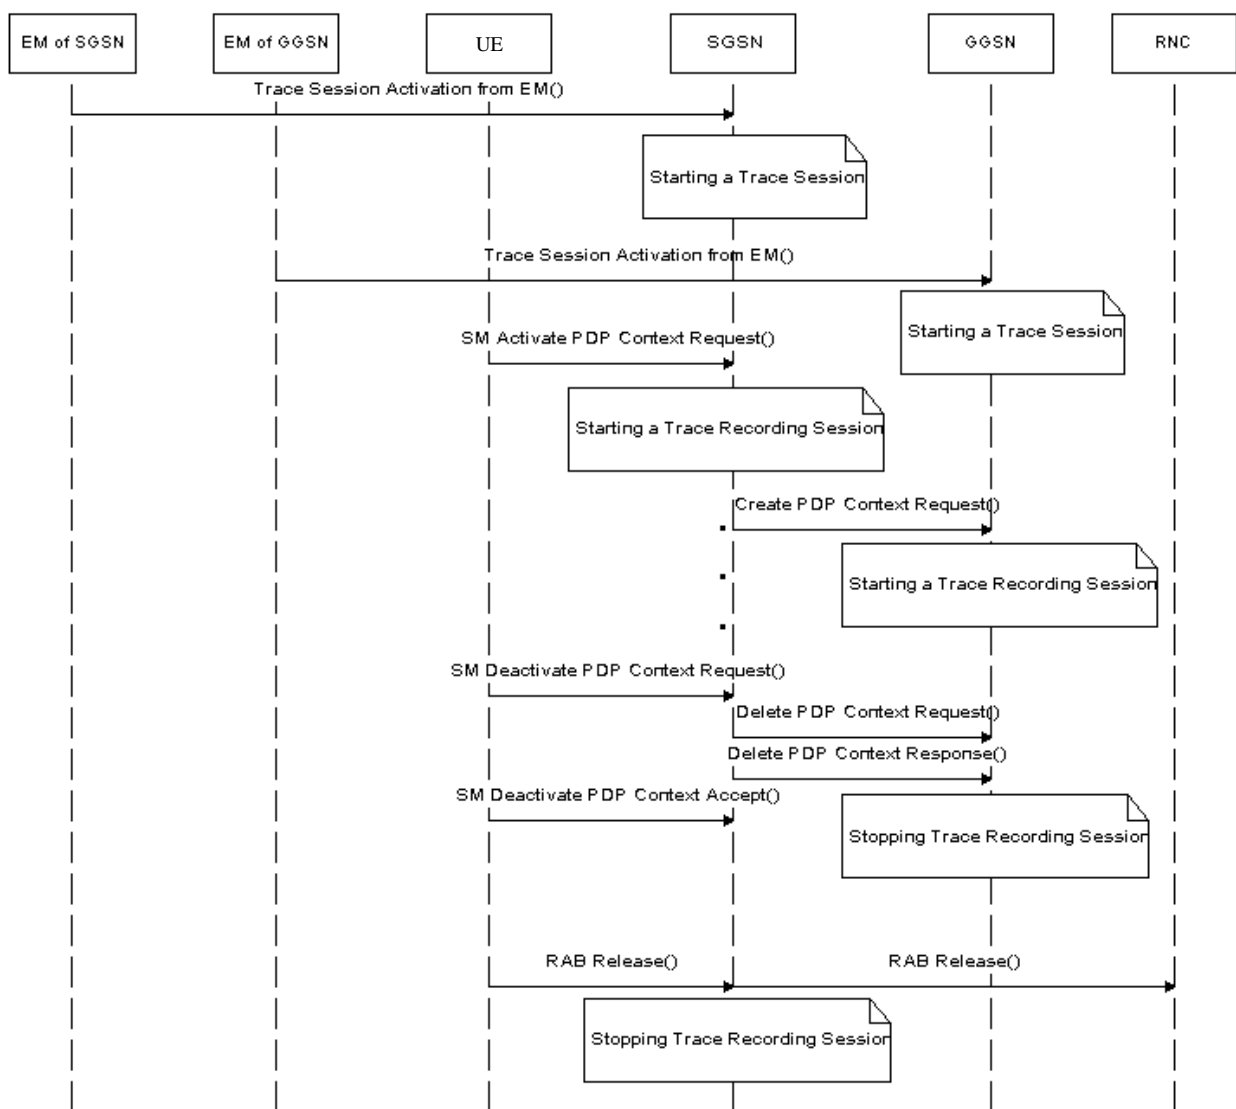 EM of SGSN
EM of GGSN
UE
SGSN
GGSN
RNC
Trace Session Activation from EM()
Starting a Trace Session
Trace Session Activation from EM()
Starting a Trace Session
SM Activate PDP Context Request()
Starting a Trace Recording Session
Create PDP Context Request()
Starting a Trace Recording Session
SM Deactivate PDP Context Request()
Delete PDP Context Request()
Delete PDP Context Response()
SM Deactivate PDP Context Accept()
Stopping Trace Recording Session
RAB Release()
RAB Release()
Stopping Trace Recording Session